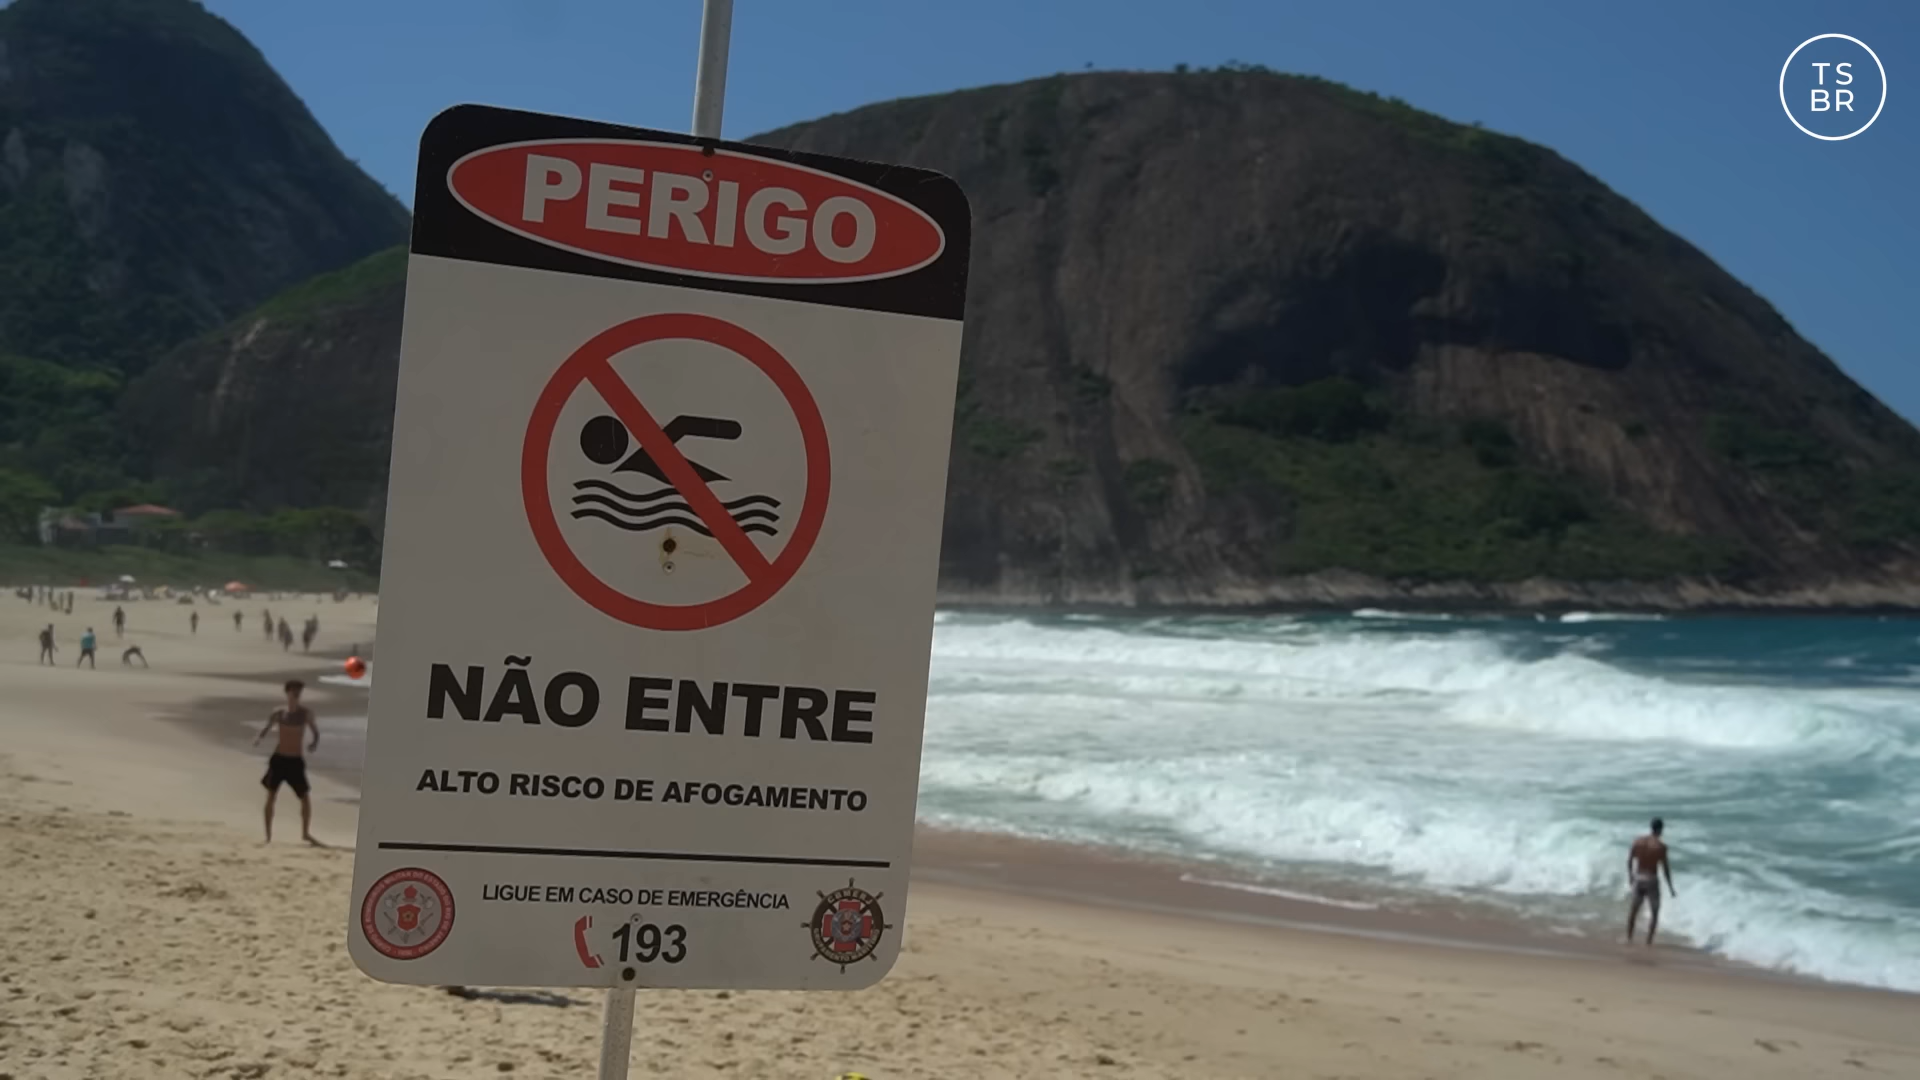 TS
BR
PERIGO
NÃO ENTRE
ALTO RISCO DE AFOGAMENTO
LIGUE EM CASO DE EMERGÊNCIA
193